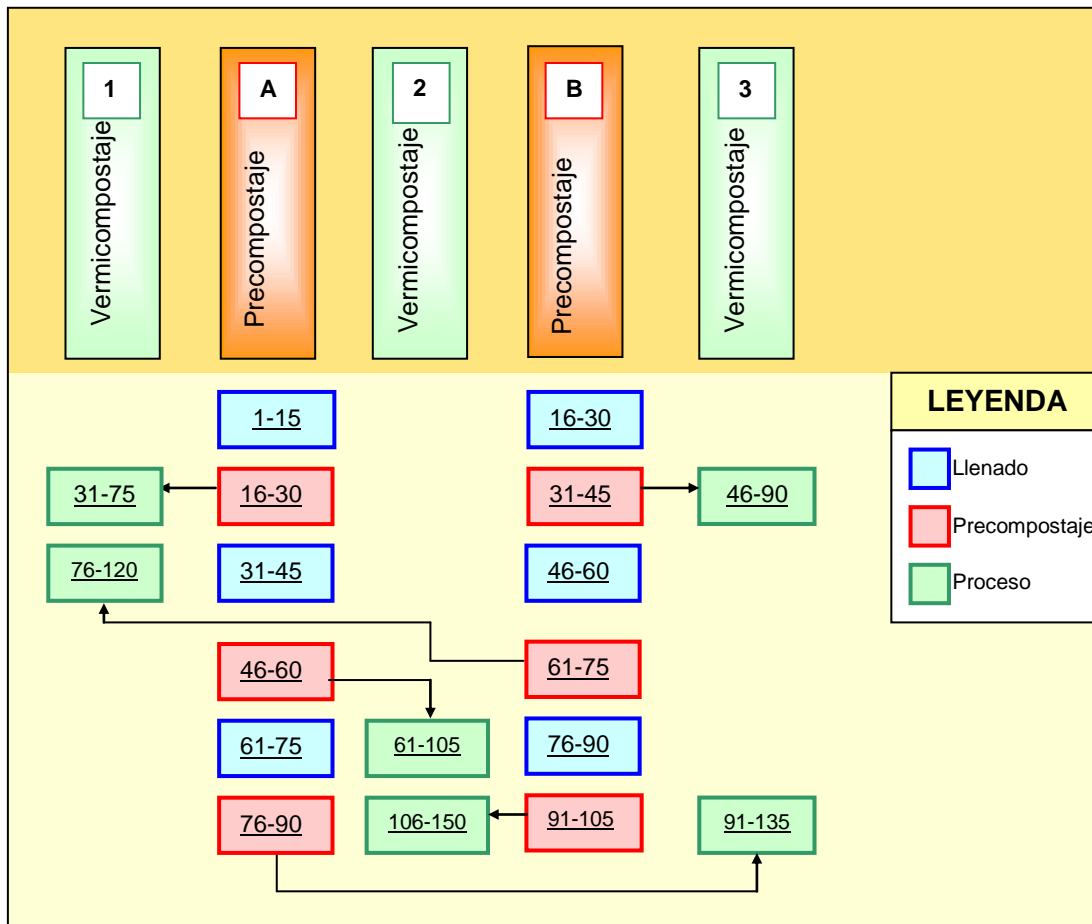 1
A
2
B
3
Vermicompostaje
Precompostaje
Vermicompostaje
Precompostaje
Vermicompostaje
LEYENDA
Llenado
Precompostaje
Proceso
1-15
16-30
31-75
16-30
31-45
46-90
76-120
31-45
46-60
46-60
61-75
61-75
61-105
76-90
76-90
106-150
91-105
91-135